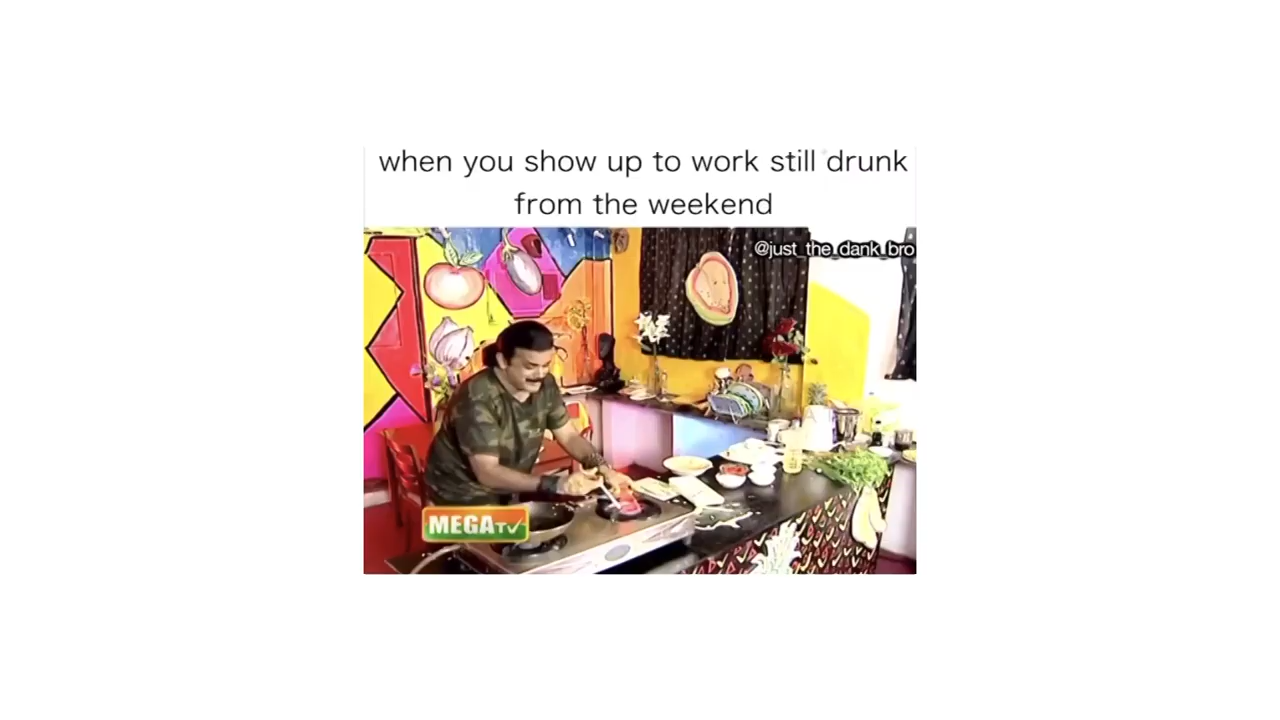 when you show up to work still drunk
from the weekend
@just_the_dank_bro
MEGA TV